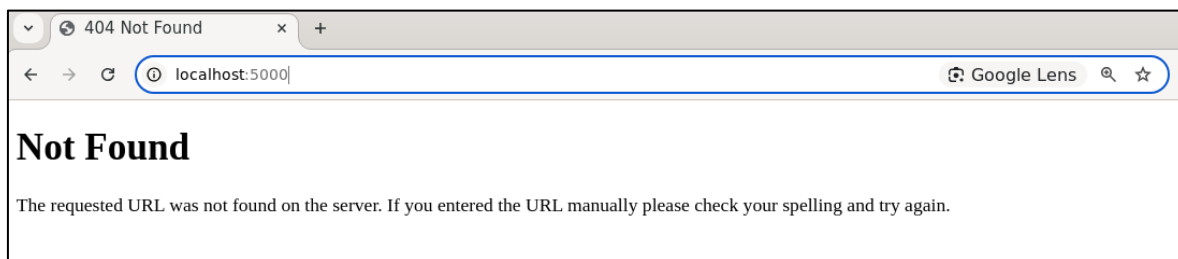 404 Not Found
localhost:5000
Google Lens
Not Found
The requested URL was not found on the server. If you entered the URL manually please check your spelling and try again.